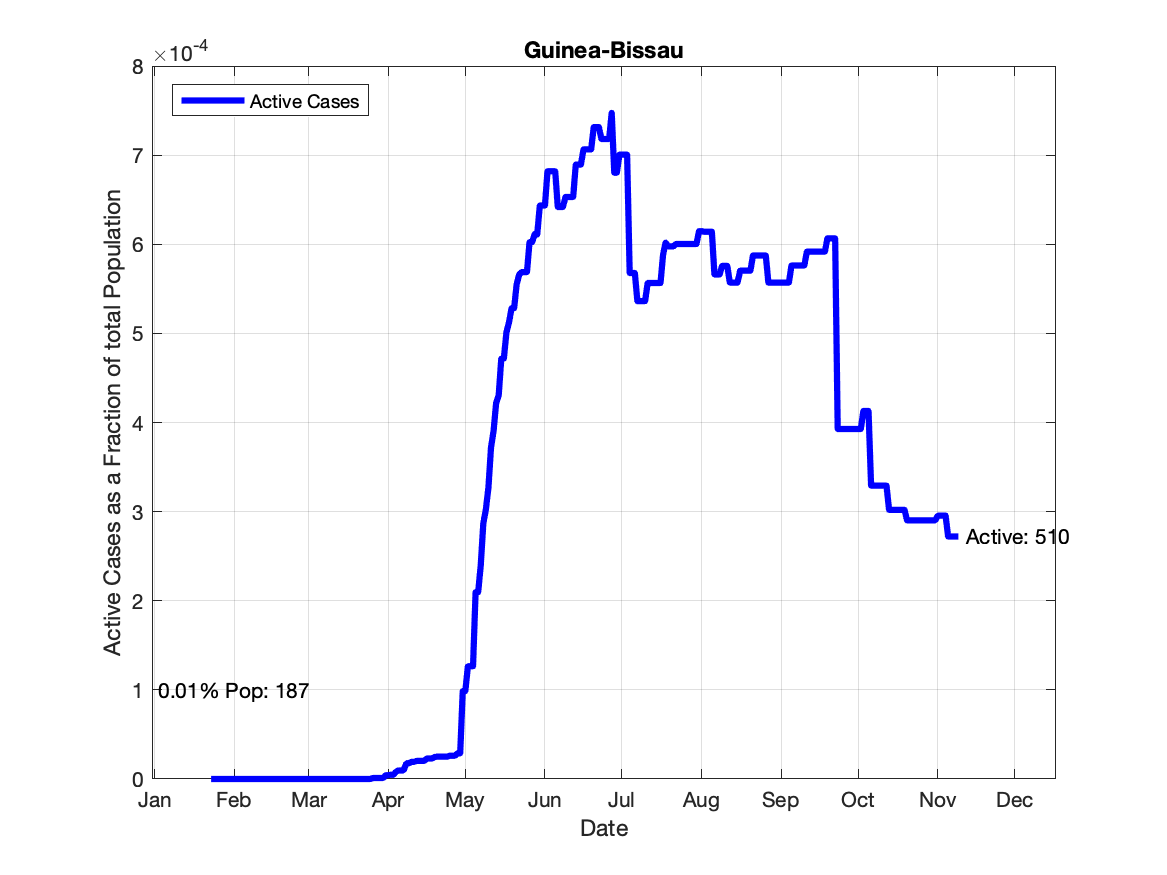 Guinea-Bissau
×10^-4
8
7
6
5
4
3
2
1
0
Active Cases as a Fraction of total Population
Active Cases
0.01% Pop: 187
Active: 510
Jan Feb Mar Apr May Jun Jul Aug Sep Oct Nov Dec
Date